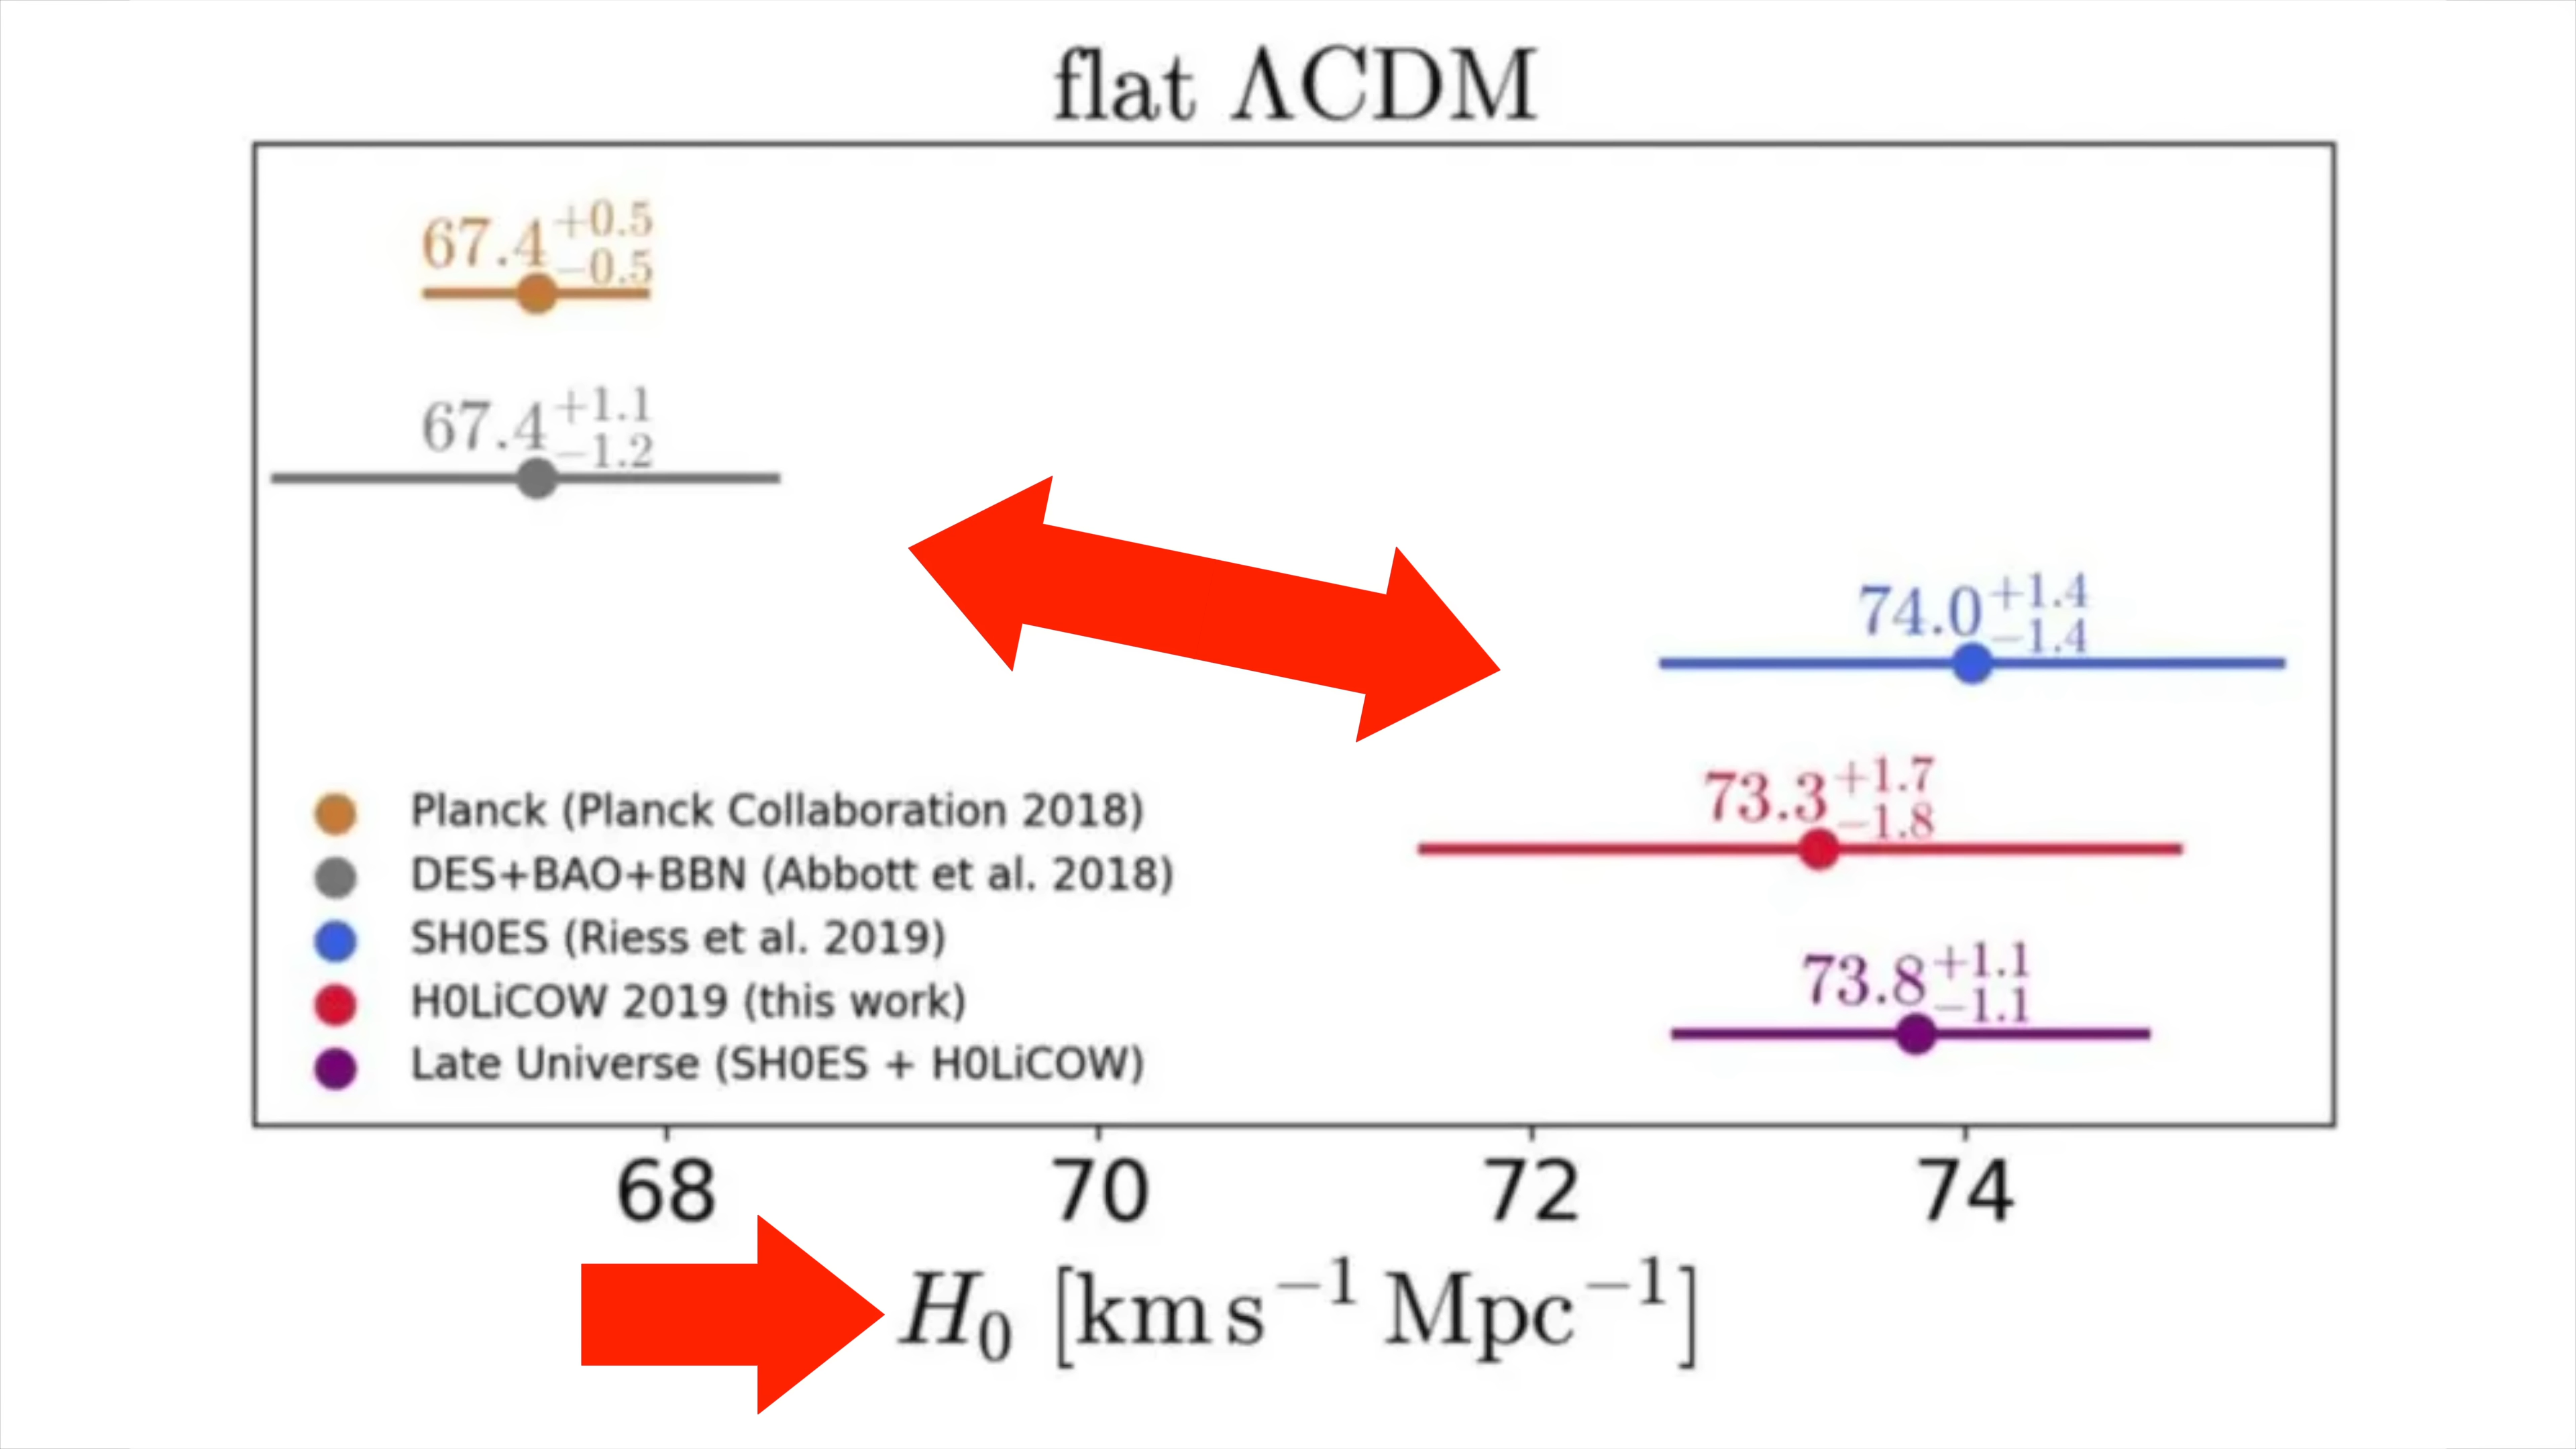 flat ΛCDM
67.4 +0.5 −0.5
67.4 +1.1 −1.2
74.0 +1.4 −1.4
73.3 +1.7 −1.8
73.8 +1.1 −1.1
Planck (Planck Collaboration 2018)
DES+BAO+BBN (Abbott et al. 2018)
SH0ES (Riess et al. 2019)
H0LiCOW 2019 (this work)
Late Universe (SH0ES + H0LiCOW)
68 70 72 74
H₀ [km s⁻¹ Mpc⁻¹]